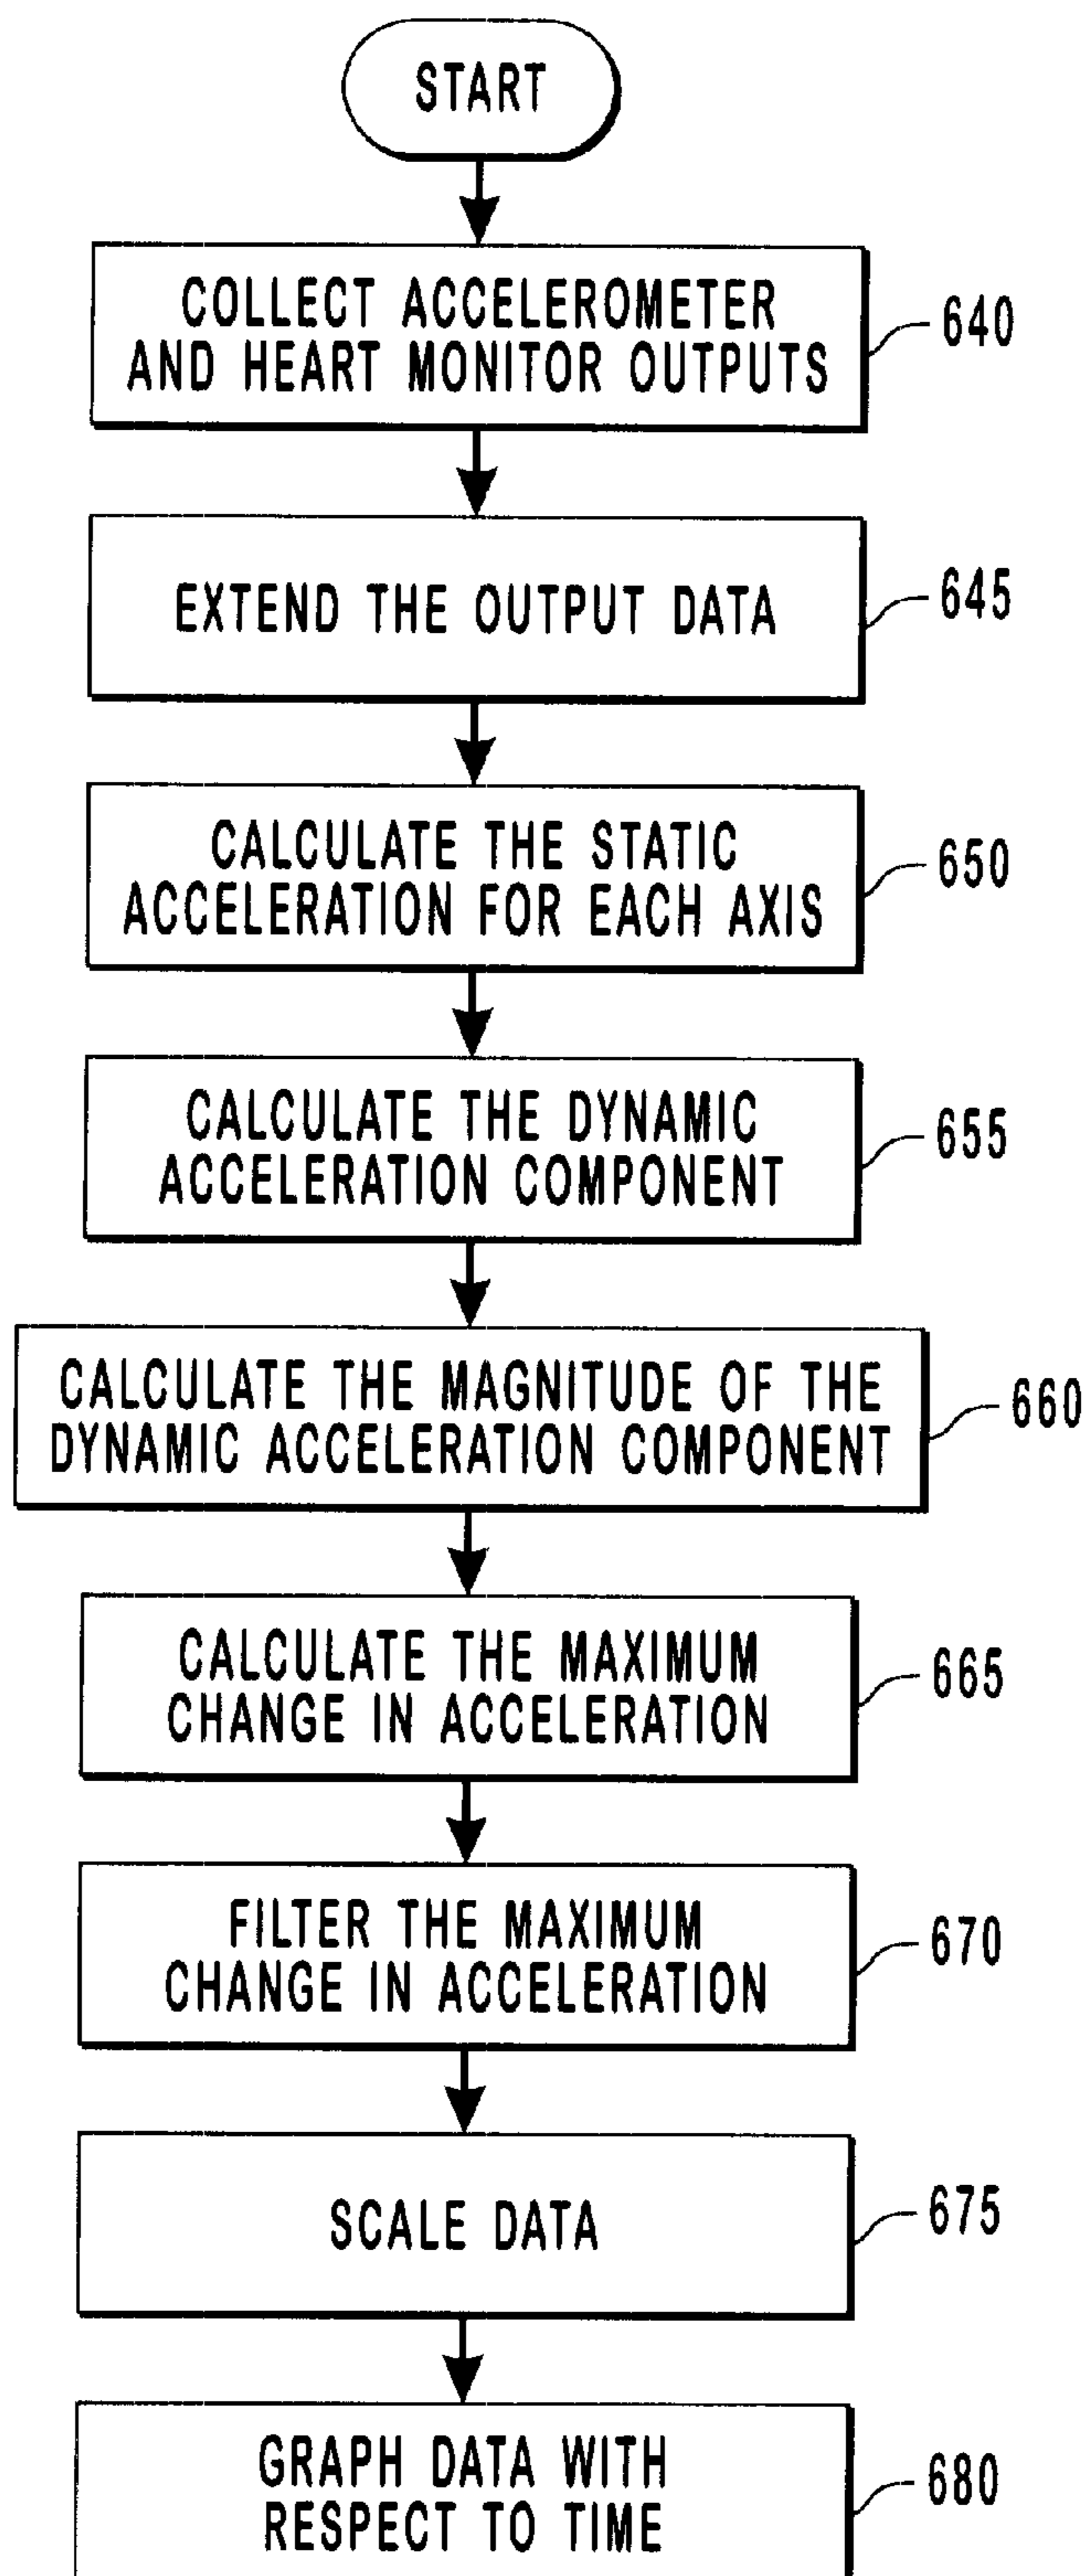 START
COLLECT ACCELEROMETER
AND HEART MONITOR OUTPUTS
640
EXTEND THE OUTPUT DATA
645
CALCULATE THE STATIC
ACCELERATION FOR EACH AXIS
650
CALCULATE THE DYNAMIC
ACCELERATION COMPONENT
655
CALCULATE THE MAGNITUDE OF THE
DYNAMIC ACCELERATION COMPONENT
660
CALCULATE THE MAXIMUM
CHANGE IN ACCELERATION
665
FILTER THE MAXIMUM
CHANGE IN ACCELERATION
670
SCALE DATA
675
GRAPH DATA WITH
RESPECT TO TIME
680